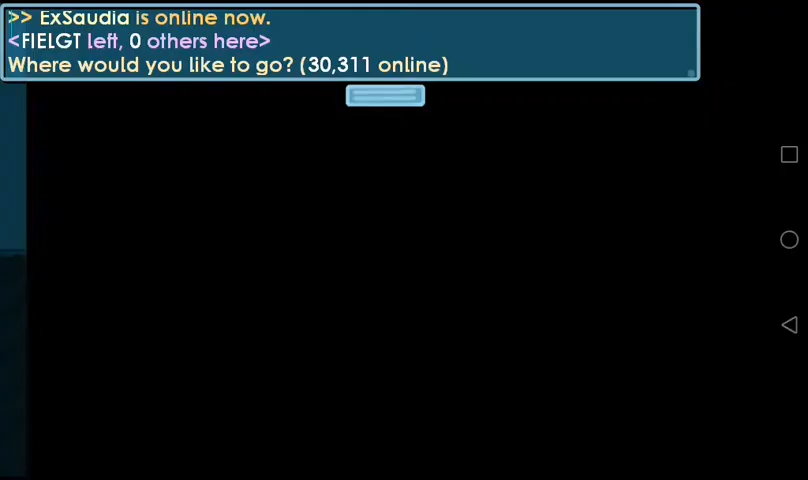 >> ExSaudia is online now.
<FIELGT left, 0 others here>
Where would you like to go? (30,311 online)